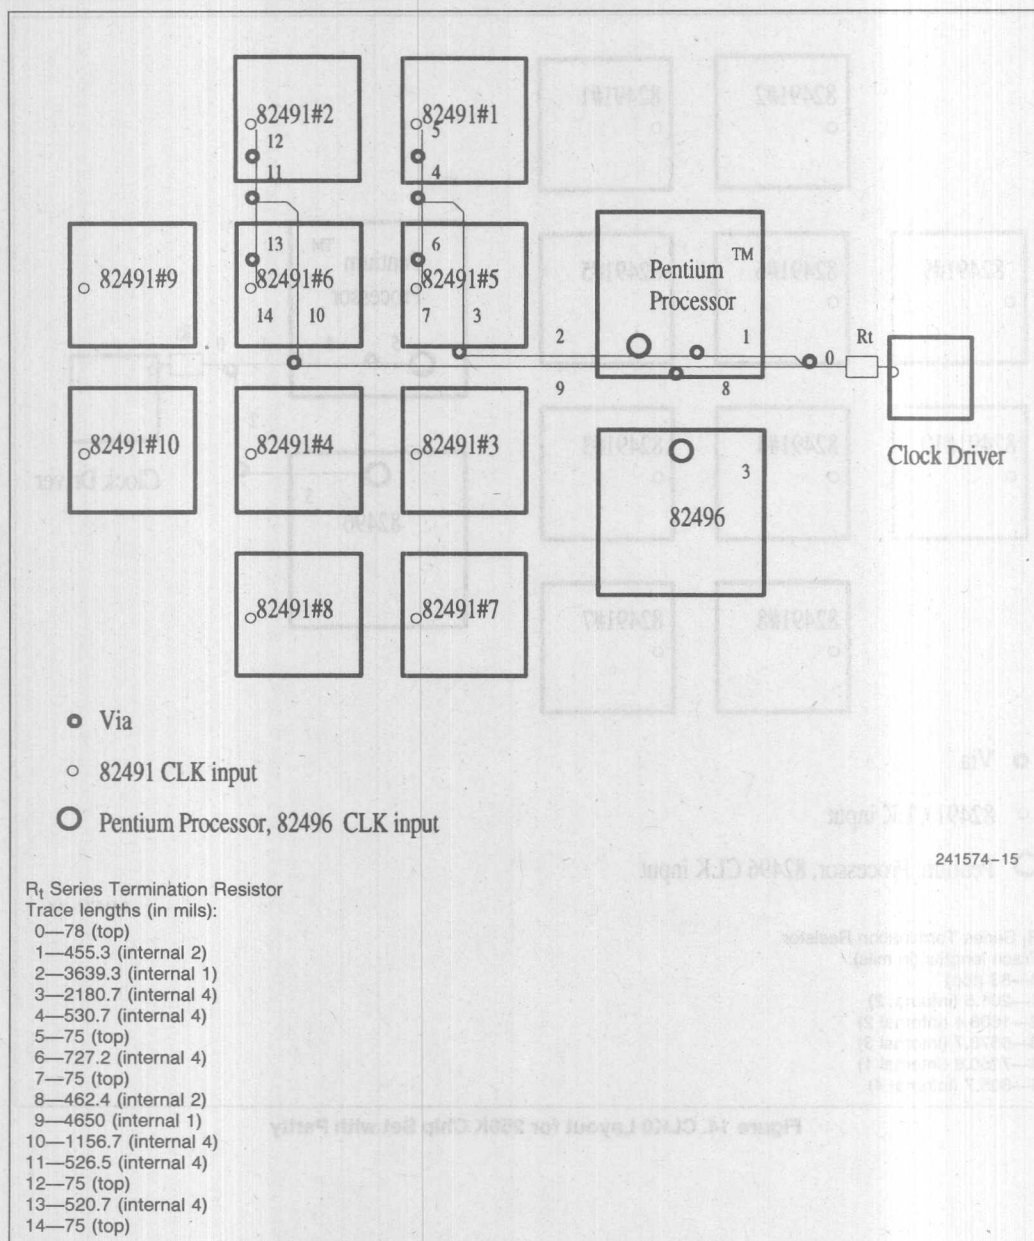 82491#2
82491#1
12
5
11
4
13
6
Pentium ™
Processor
82491#9
82491#6
82491#5
14
10
7
3
2
1
0
Rt
9
8
Clock Driver
82491#10
82491#4
82491#3
3
82496
82491#8
82491#7
Via
82491 CLK input
Pentium Processor, 82496 CLK input
241574–15
Rt Series Termination Resistor
Trace lengths (in mils):
0—78 (top)
1—455.3 (internal 2)
2—3639.3 (internal 1)
3—2180.7 (internal 4)
4—530.7 (internal 4)
5—75 (top)
6—727.2 (internal 4)
7—75 (top)
8—462.4 (internal 2)
9—4650 (internal 1)
10—1156.7 (internal 4)
11—526.5 (internal 4)
12—75 (top)
13—520.7 (internal 4)
14—75 (top)